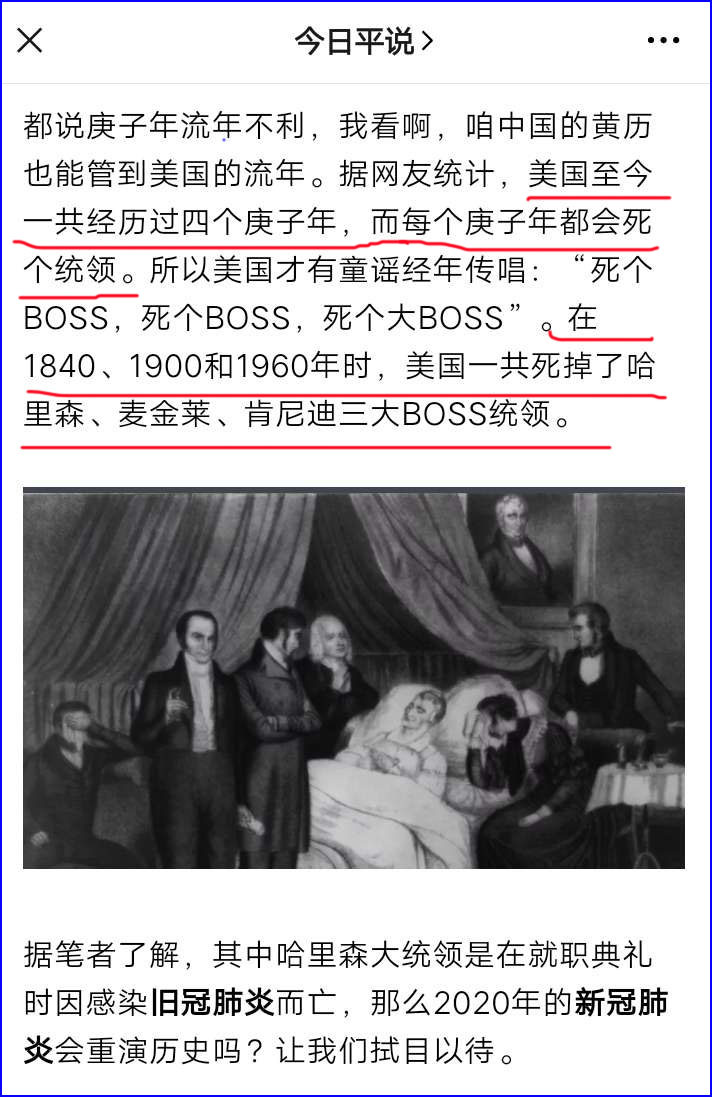 今日平说
都说庚子年流年不利，我看啊，咱中国的黄历
也能管到美国的流年。据网友统计，美国至今
一共经历过四个庚子年，而每个庚子年都会死
个统领。所以美国才有童谣经年传唱：“死个
BOSS，死个BOSS，死个大BOSS”。在
1840、1900和1960年时，美国一共死掉了哈
里森、麦金莱、肯尼迪三大BOSS统领。
据笔者了解，其中哈里森大统领是在就职典礼
时因感染旧冠肺炎而亡，那么2020年的新冠肺
炎会重演历史吗？让我们拭目以待。